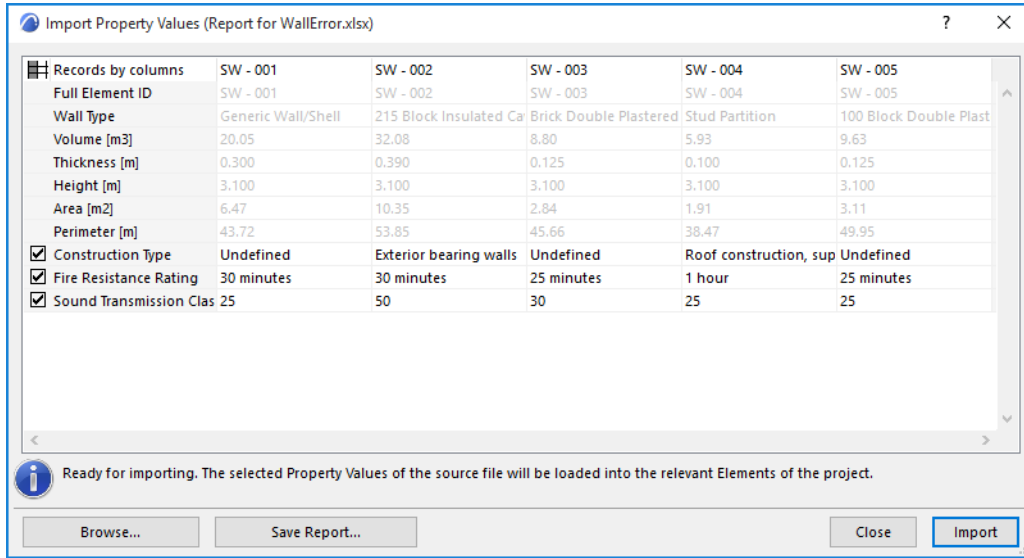 Import Property Values (Report for WallError.xlsx) ?
Records by columns SW - 001 SW - 002 SW - 003 SW - 004 SW - 005
Full Element ID SW - 001 SW - 002 SW - 003 SW - 004 SW - 005
Wall Type Generic Wall/Shell 215 Block Insulated Ca Brick Double Plastered Stud Partition 100 Block Double Plast
Volume [m3] 20.05 32.08 8.80 5.93 9.63
Thickness [m] 0.300 0.390 0.125 0.100 0.125
Height [m] 3.100 3.100 3.100 3.100 3.100
Area [m2] 6.47 10.35 2.84 1.91 3.11
Perimeter [m] 43.72 53.85 45.66 38.47 49.95
Construction Type Undefined Exterior bearing walls Undefined Roof construction, sup Undefined
Fire Resistance Rating 30 minutes 30 minutes 25 minutes 1 hour 25 minutes
Sound Transmission Clas 25 50 30 25 25
Ready for importing. The selected Property Values of the source file will be loaded into the relevant Elements of the project.
Browse... Save Report... Close Import